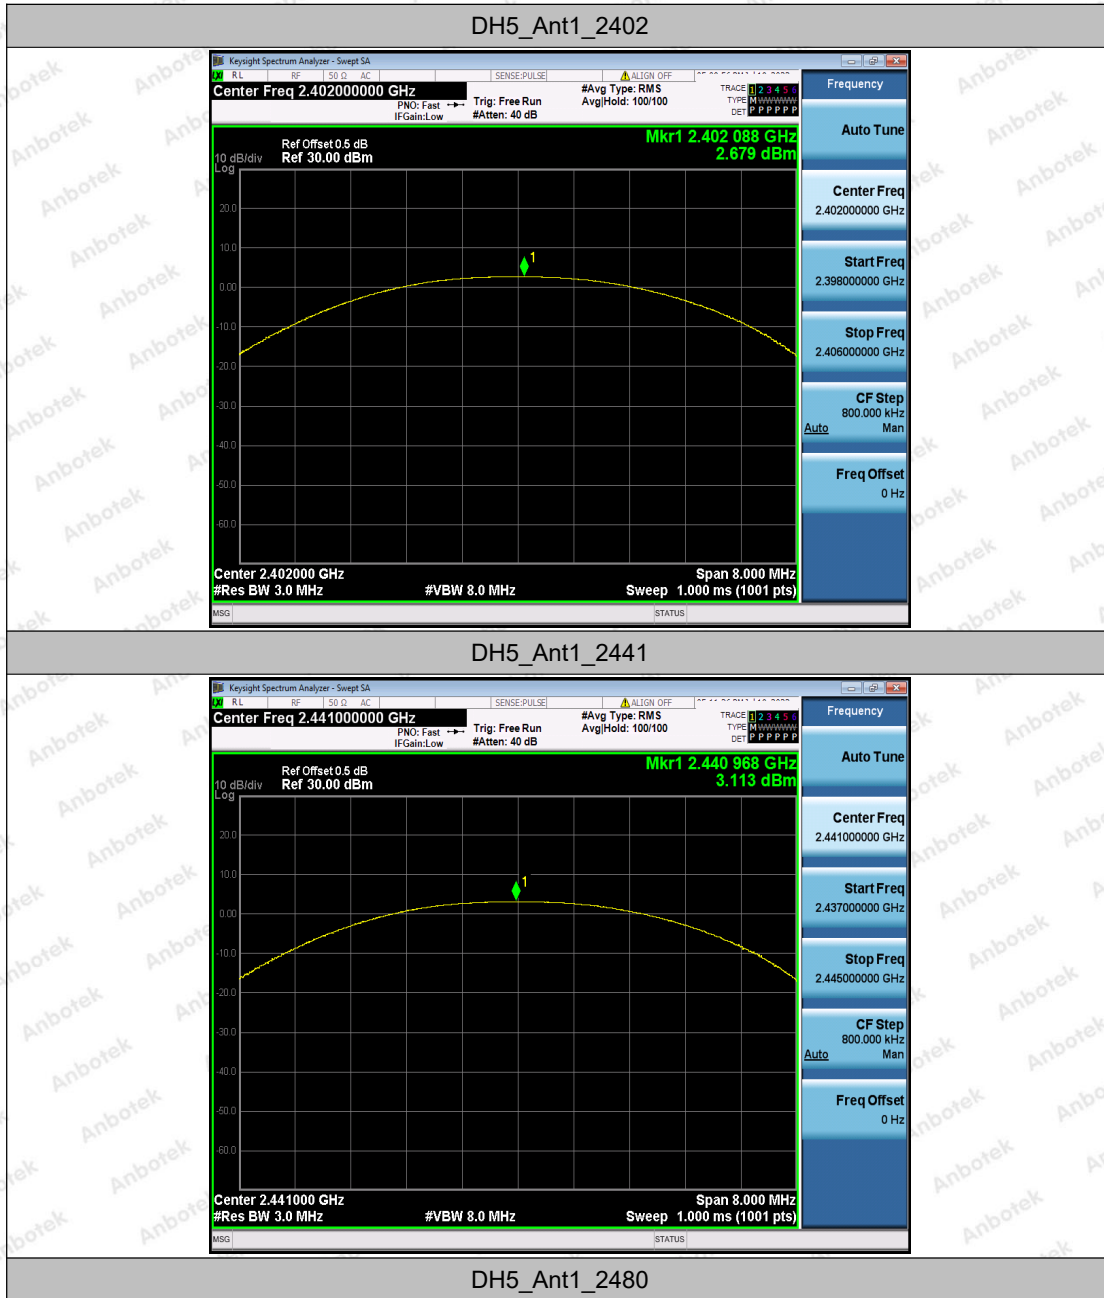 DH5_Ant1_2402
Keysight Spectrum Analyzer - Swept SA
LXI RL RF 50 Ω AC SENSE:PULSE ALIGN OFF
Center Freq 2.402000000 GHz
PNO: Fast
IFGain:Low
Trig: Free Run
#Atten: 40 dB
#Avg Type: RMS
Avg|Hold: 100/100
TRACE 1 2 3 4 5 6
TYPE M WWWWW
DET P P P P P P
Mkr1 2.402 088 GHz
2.679 dBm
Ref Offset 0.5 dB
10 dB/div Ref 30.00 dBm
Log
20.0
10.0
0.00
-10.0
-20.0
-30.0
-40.0
-50.0
-60.0
1
Center 2.402000 GHz Span 8.000 MHz
#Res BW 3.0 MHz #VBW 8.0 MHz Sweep 1.000 ms (1001 pts)
MSG STATUS
Frequency
Auto Tune
Center Freq
2.402000000 GHz
Start Freq
2.398000000 GHz
Stop Freq
2.406000000 GHz
CF Step
800.000 kHz
Auto Man
Freq Offset
0 Hz
DH5_Ant1_2441
Keysight Spectrum Analyzer - Swept SA
LXI RL RF 50 Ω AC SENSE:PULSE ALIGN OFF
Center Freq 2.441000000 GHz
PNO: Fast
IFGain:Low
Trig: Free Run
#Atten: 40 dB
#Avg Type: RMS
Avg|Hold: 100/100
TRACE 1 2 3 4 5 6
TYPE M WWWWW
DET P P P P P P
Mkr1 2.440 968 GHz
3.113 dBm
Ref Offset 0.5 dB
10 dB/div Ref 30.00 dBm
Log
20.0
10.0
0.00
-10.0
-20.0
-30.0
-40.0
-50.0
-60.0
1
Center 2.441000 GHz Span 8.000 MHz
#Res BW 3.0 MHz #VBW 8.0 MHz Sweep 1.000 ms (1001 pts)
MSG STATUS
Frequency
Auto Tune
Center Freq
2.441000000 GHz
Start Freq
2.437000000 GHz
Stop Freq
2.445000000 GHz
CF Step
800.000 kHz
Auto Man
Freq Offset
0 Hz
DH5_Ant1_2480
Anbotek